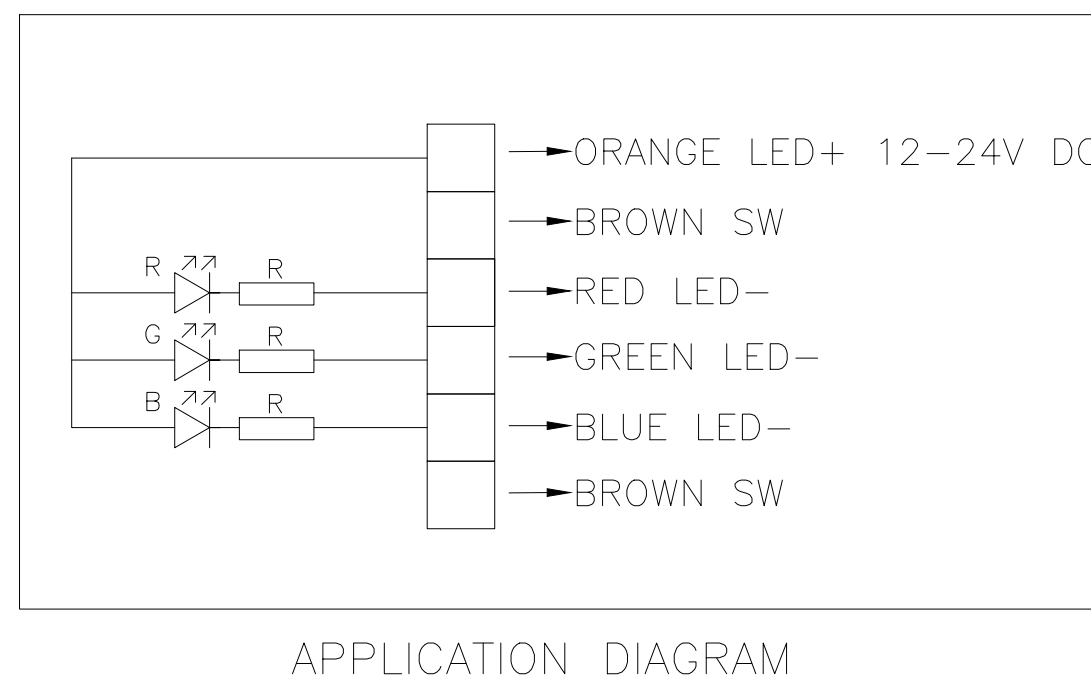 ORANGE LED+ 12-24V DC
BROWN SW
R R
RED LED-
G R
GREEN LED-
B R
BLUE LED-
BROWN SW
APPLICATION DIAGRAM